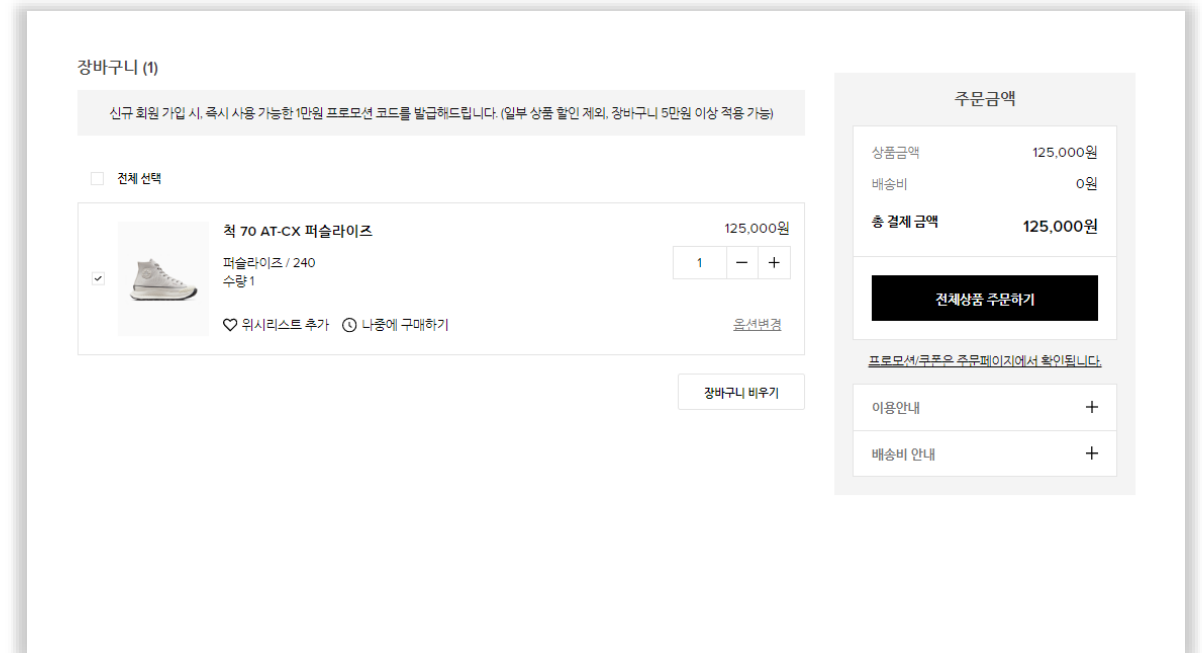 장바구니 (1)
신규 회원 가입 시, 즉시 사용 가능한 1만원 프로모션 코드를 발급해드립니다. (일부 상품 할인 제외, 장바구니 5만원 이상 적용 가능)
전체 선택
척 70 AT-CX 퍼슬라이즈
125,000원
퍼슬라이즈 / 240
수량 1
1
위시리스트 추가
나중에 구매하기
옵션변경
장바구니 비우기
주문금액
상품금액 125,000원
배송비 0원
총 결제 금액 125,000원
전체상품 주문하기
프로모션/쿠폰은 주문페이지에서 확인됩니다.
이용안내
배송비 안내